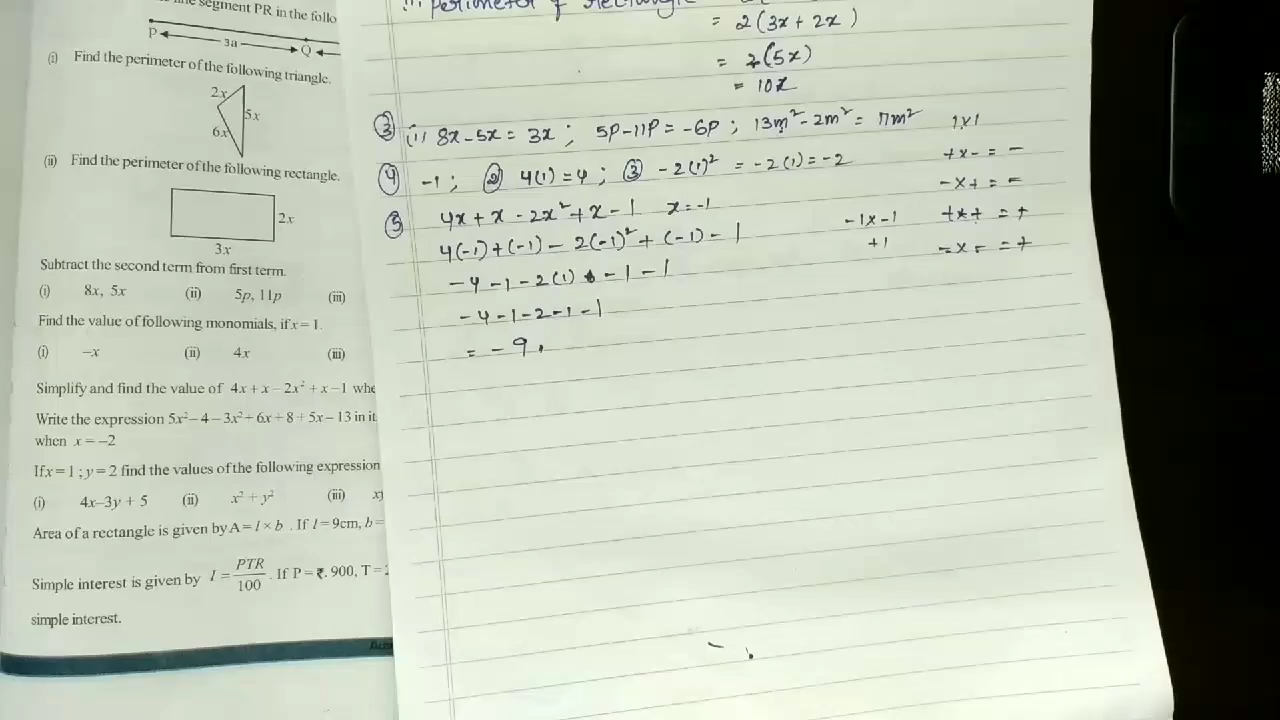 segment PR in the follo
P 3a Q
(i) Find the perimeter of the following triangle.
2x
5x
6x
(ii) Find the perimeter of the following rectangle.
2x
3x
Subtract the second term from first term.
(i) 8x, 5x (ii) 5p, 11p (iii)
Find the value of following monomials, if x = 1.
(i) −x (ii) 4x (iii)
Simplify and find the value of 4x + x − 2x² + x − 1 whe
Write the expression 5x² − 4 − 3x² + 6x + 8 + 5x − 13 in it
when x = −2
If x = 1 ; y = 2 find the values of the following expression
(i) 4x−3y + 5 (ii) x² + y² (iii)
Area of a rectangle is given by A = l × b . If l = 9cm, b =
Simple interest is given by I = PTR/100 . If P = ₹. 900, T =
simple interest.
Perimeter of rectangle
= 2(3x + 2x)
= 2(5x)
= 10x
③ (i) 8x − 5x = 3x ; 5p − 11p = −6p ; 13m² − 2m² = 11m² 1x1
④ −1 ; ② 4(1) = 4 ; ③ −2(1)² = −2(1) = −2
⑤ 4x + x − 2x² + x − 1 x = −1
4(−1) + (−1) − 2(−1)² + (−1) − 1
−4 − 1 − 2(1) − 1 − 1
−4 − 1 − 2 − 1 − 1
= −9.
−1x−1
+1
+x− = −
−x+ = −
+x+ = +
−x− = +